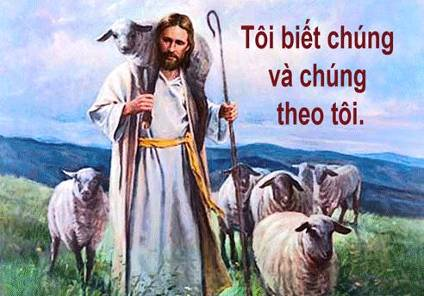 Tôi biết chúng
và chúng
theo tôi.